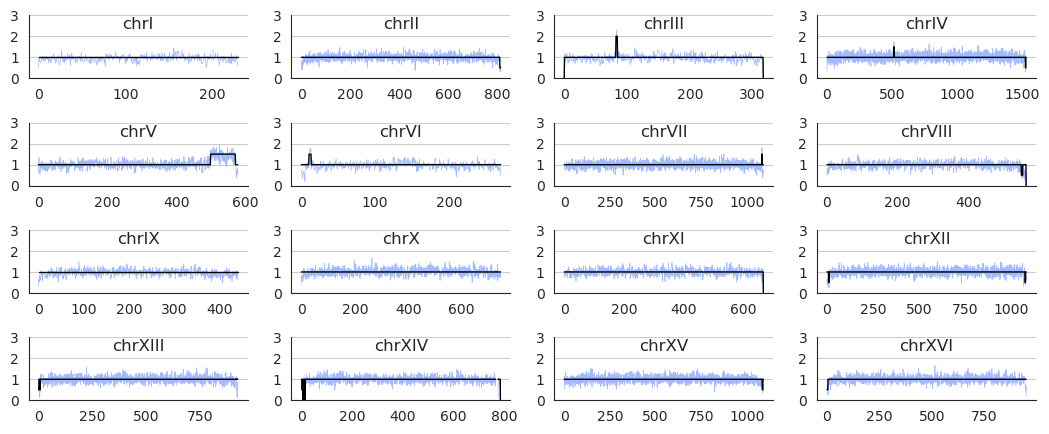 3 chrI 3 chrII 3 chrIII 3 chrIV
2 2 2 2
1 1 1 1
0 0 0 0
0 100 200 0 200 400 600 800 0 100 200 300 0 500 1000 1500
3 chrV 3 chrVI 3 chrVII 3 chrVIII
2 2 2 2
1 1 1 1
0 0 0 0
0 200 400 600 0 100 200 0 250 500 750 1000 0 200 400
3 chrIX 3 chrX 3 chrXI 3 chrXII
2 2 2 2
1 1 1 1
0 0 0 0
0 100 200 300 400 0 200 400 600 0 200 400 600 0 250 500 750 1000
3 chrXIII 3 chrXIV 3 chrXV 3 chrXVI
2 2 2 2
1 1 1 1
0 0 0 0
0 250 500 750 0 200 400 600 800 0 250 500 750 1000 0 250 500 750